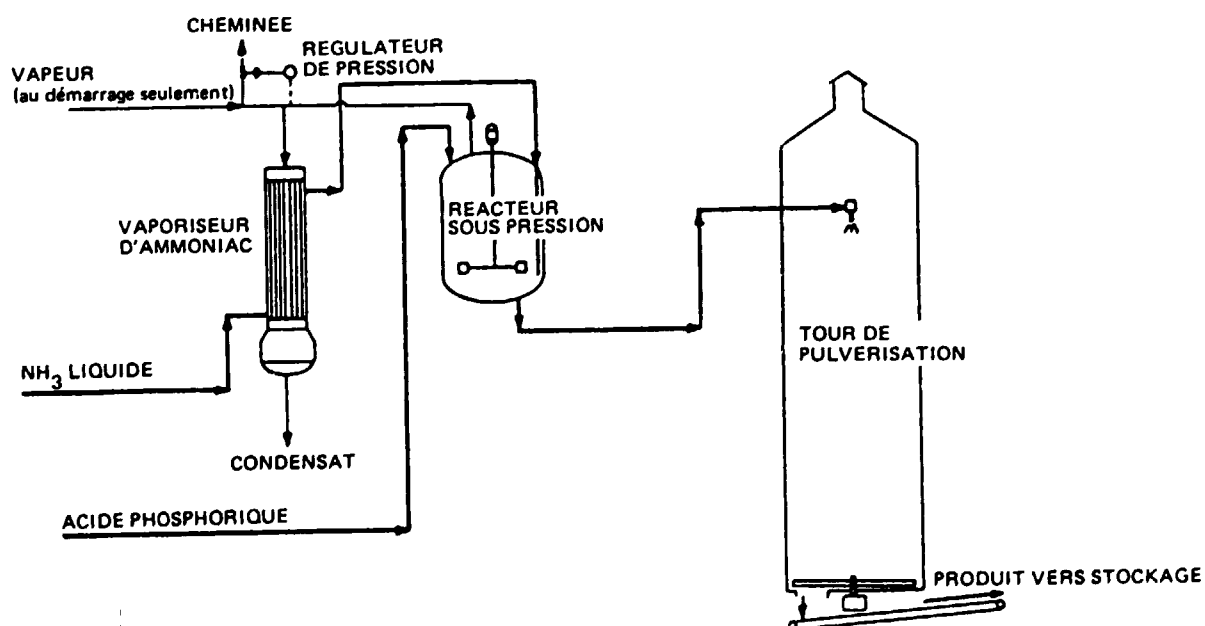 CHEMINEE
REGULATEUR
DE PRESSION
VAPEUR
(au démarrage seulement)
VAPORISEUR
D'AMMONIAC
REACTEUR
SOUS PRESSION
TOUR DE
PULVERISATION
NH3 LIQUIDE
CONDENSAT
ACIDE PHOSPHORIQUE
PRODUIT VERS STOCKAGE